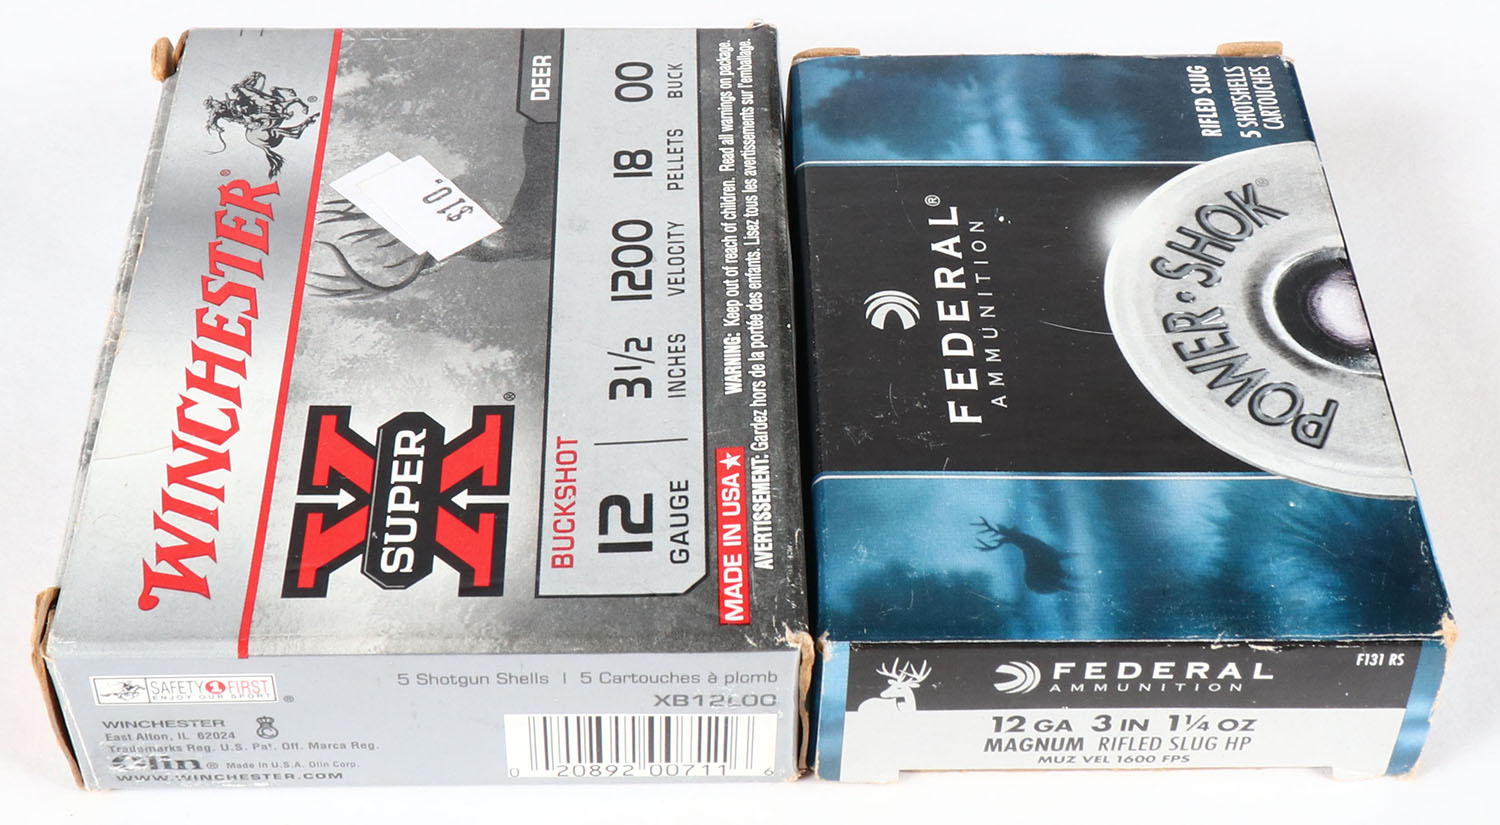 WINCHESTER®
DEER
$10.
SUPER X®
BUCKSHOT
12 3½ 1200 18 00
GAUGE INCHES VELOCITY PELLETS BUCK
MADE IN USA
WARNING: Keep out of reach of children. Read all warnings on package.
AVERTISSEMENT: Gardez hors de la portée des enfants. Lisez tous les avertissements sur l'emballage.
5 Shotgun Shells | 5 Cartouches à plomb
SAFETY 1 FIRST
ENJOY OUR SPORT
WINCHESTER
East Alton, IL 62024
Trademarks Reg. U.S. Pat. Off. Marca Reg.
Olin® Made in U.S.A. Olin Corp.
WWW.WINCHESTER.COM
XB12L00
0 20892 00711 6
RIFLED SLUG
5 SHOTSHELLS
CARTOUCHES
FEDERAL®
AMMUNITION
POWER·SHOK®
F131 RS
FEDERAL
AMMUNITION
12 GA 3 IN 1¼ OZ
MAGNUM RIFLED SLUG HP
MUZ VEL 1600 FPS